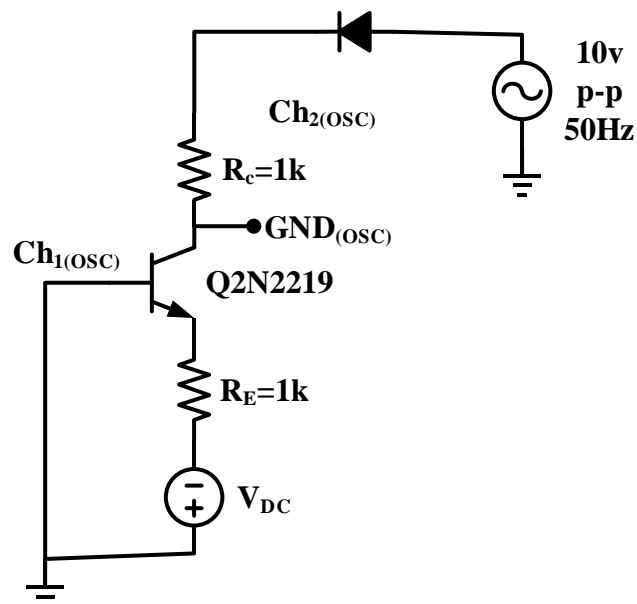 10v
p-p
50Hz
Ch2(OSC)
Rc=1k
GND(OSC)
Ch1(OSC)
Q2N2219
RE=1k
VDC